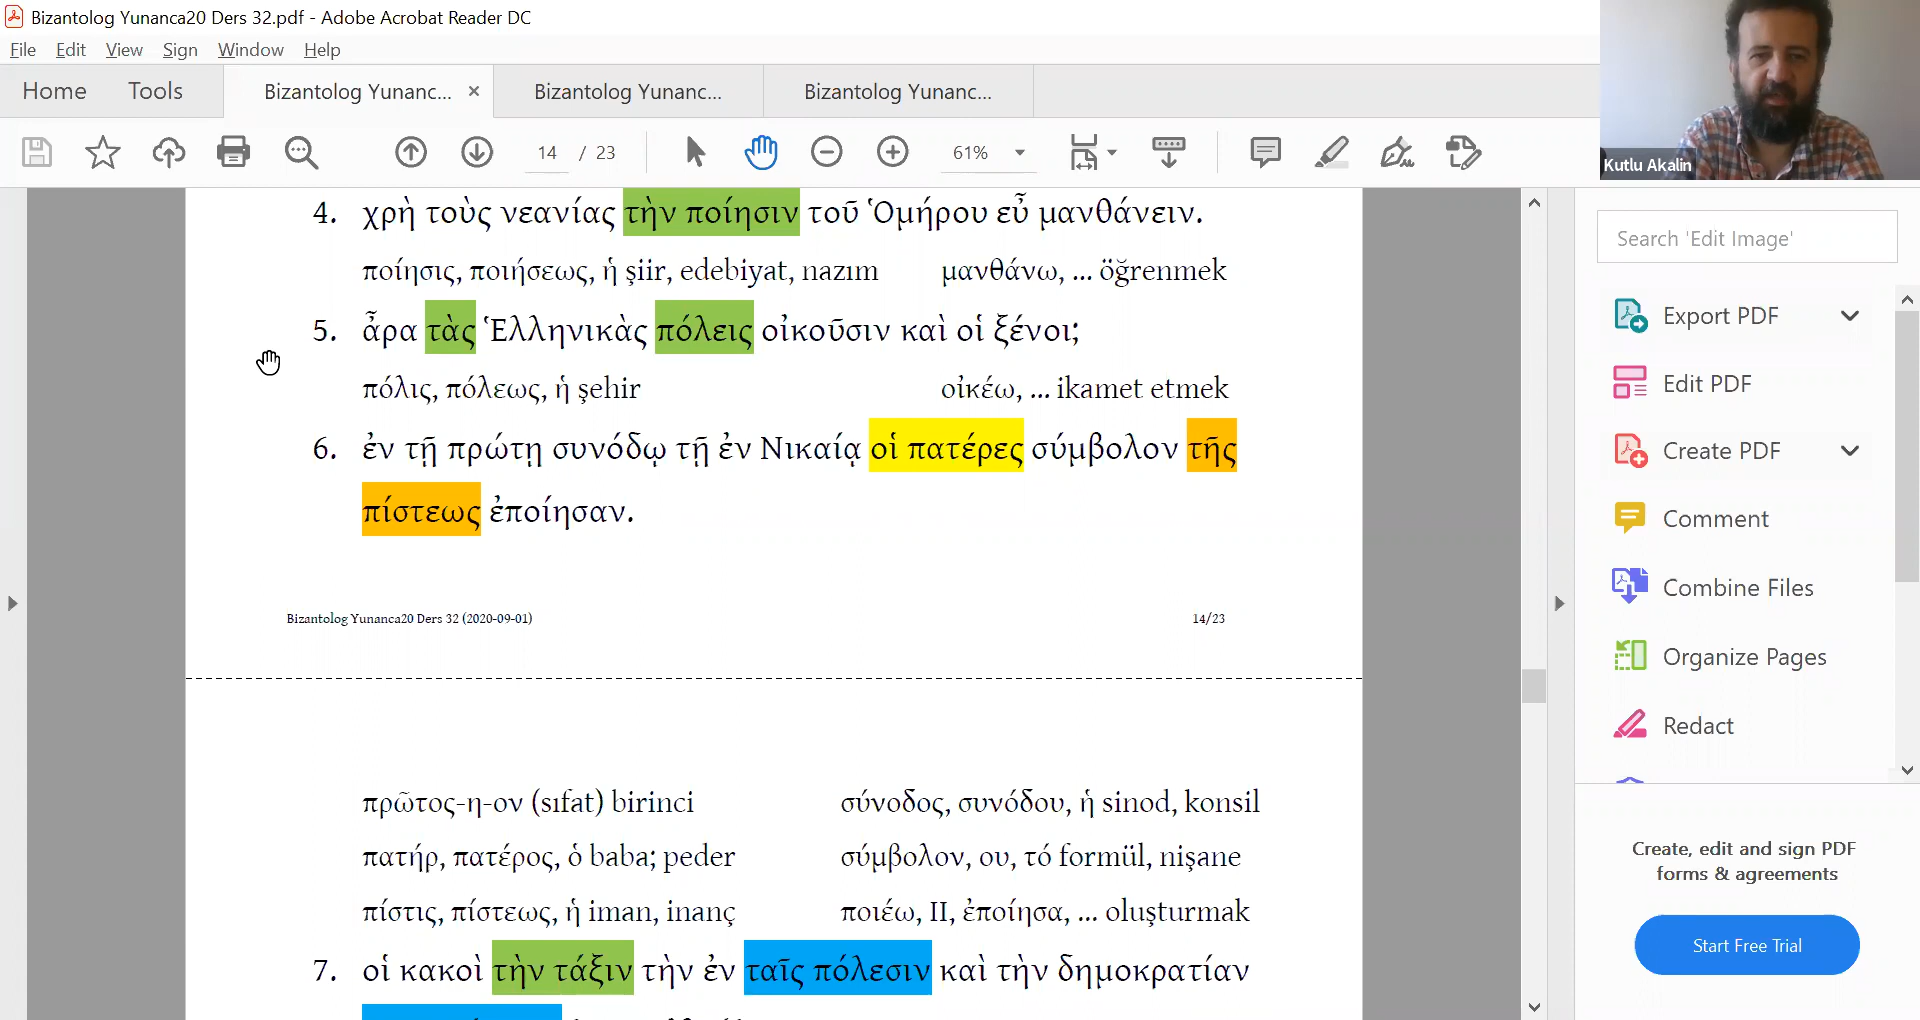 Bizantolog Yunanca20 Ders 32.pdf - Adobe Acrobat Reader DC
File Edit View Sign Window Help
Home Tools Bizantolog Yunanc... × Bizantolog Yunanc... Bizantolog Yunanc...
14 / 23 61%
Kutlu Akalin
4. χρὴ τοὺς νεανίας τὴν ποίησιν τοῦ Ὁμήρου εὖ μανθάνειν.
ποίησις, ποιήσεως, ἡ şiir, edebiyat, nazım μανθάνω, ... öğrenmek
5. ἆρα τὰς Ἑλληνικὰς πόλεις οἰκοῦσιν καὶ οἱ ξένοι;
πόλις, πόλεως, ἡ şehir οἰκέω, ... ikamet etmek
6. ἐν τῇ πρώτῃ συνόδῳ τῇ ἐν Νικαίᾳ οἱ πατέρες σύμβολον τῆς
πίστεως ἐποίησαν.
Bizantolog Yunanca20 Ders 32 (2020-09-01) 14/23
πρῶτος-η-ον (sıfat) birinci σύνοδος, συνόδου, ἡ sinod, konsil
πατήρ, πατέρος, ὁ baba; peder σύμβολον, ου, τό formül, nişane
πίστις, πίστεως, ἡ iman, inanç ποιέω, II, ἐποίησα, ... oluşturmak
7. οἱ κακοὶ τὴν τάξιν τὴν ἐν ταῖς πόλεσιν καὶ τὴν δημοκρατίαν
Search 'Edit Image'
Export PDF
Edit PDF
Create PDF
Comment
Combine Files
Organize Pages
Redact
Create, edit and sign PDF
forms & agreements
Start Free Trial